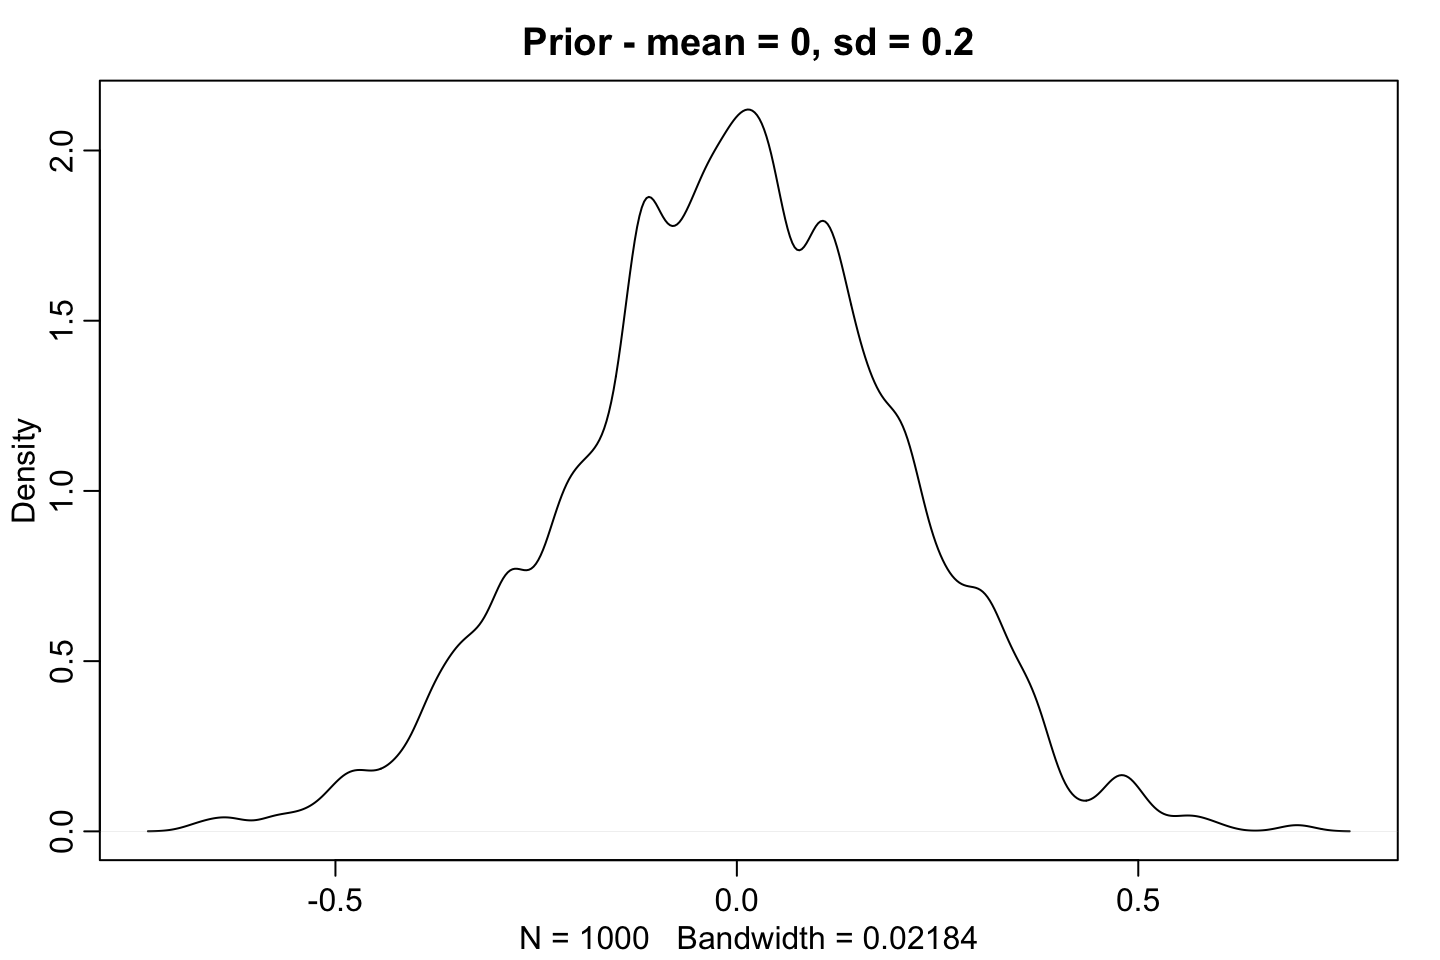 Prior - mean = 0, sd = 0.2
2.0
1.5
1.0
0.5
0.0
Density
-0.5 0.0 0.5
N = 1000 Bandwidth = 0.02184